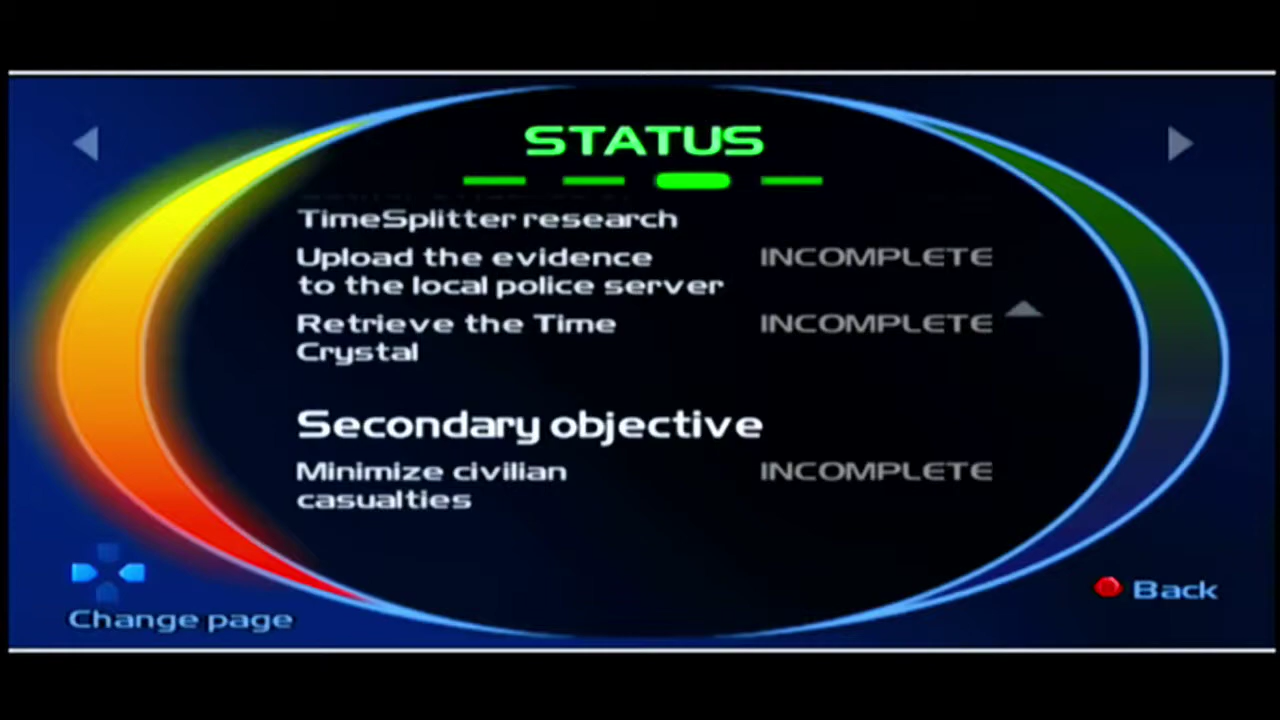 STATUS
TimeSplitter research
Upload the evidence INCOMPLETE
to the local police server
Retrieve the Time INCOMPLETE
Crystal
Secondary objective
Minimize civilian INCOMPLETE
casualties
Change page
Back